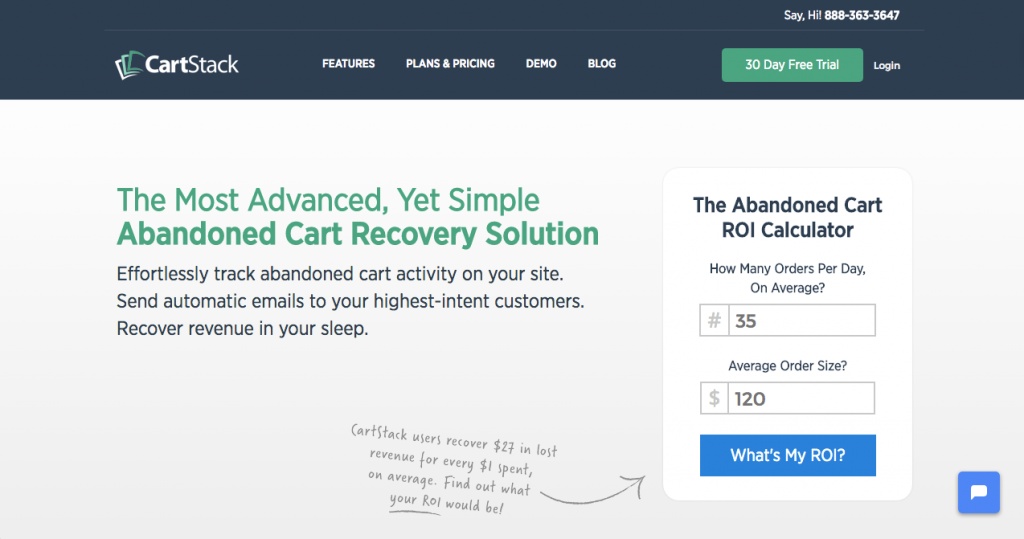 Say, Hi! 888-363-3647
CartStack
FEATURES
PLANS & PRICING
DEMO
BLOG
30 Day Free Trial
Login
The Most Advanced, Yet Simple
Abandoned Cart Recovery Solution
Effortlessly track abandoned cart activity on your site.
Send automatic emails to your highest-intent customers.
Recover revenue in your sleep.
CartStack users recover $27 in lost
revenue for every $1 spent,
on average. Find out what
your ROI would be!
The Abandoned Cart
ROI Calculator
How Many Orders Per Day,
On Average?
# 35
Average Order Size?
$ 120
What's My ROI?